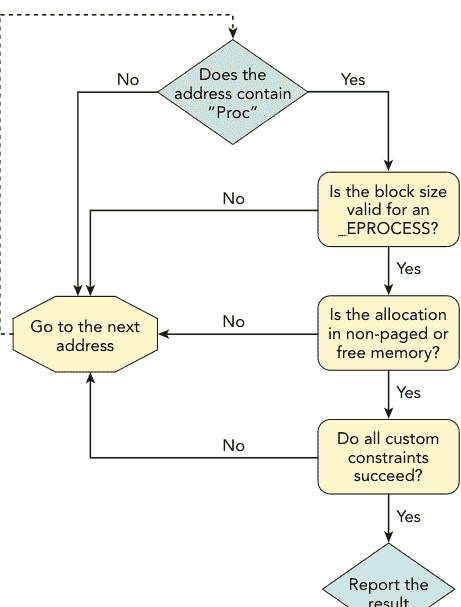 Does the
address contain
“Proc”
No
Yes
Is the block size
valid for an
_EPROCESS?
No
Yes
Go to the next
address
Is the allocation
in non-paged or
free memory?
No
Yes
Do all custom
constraints
succeed?
No
Yes
Report the
result